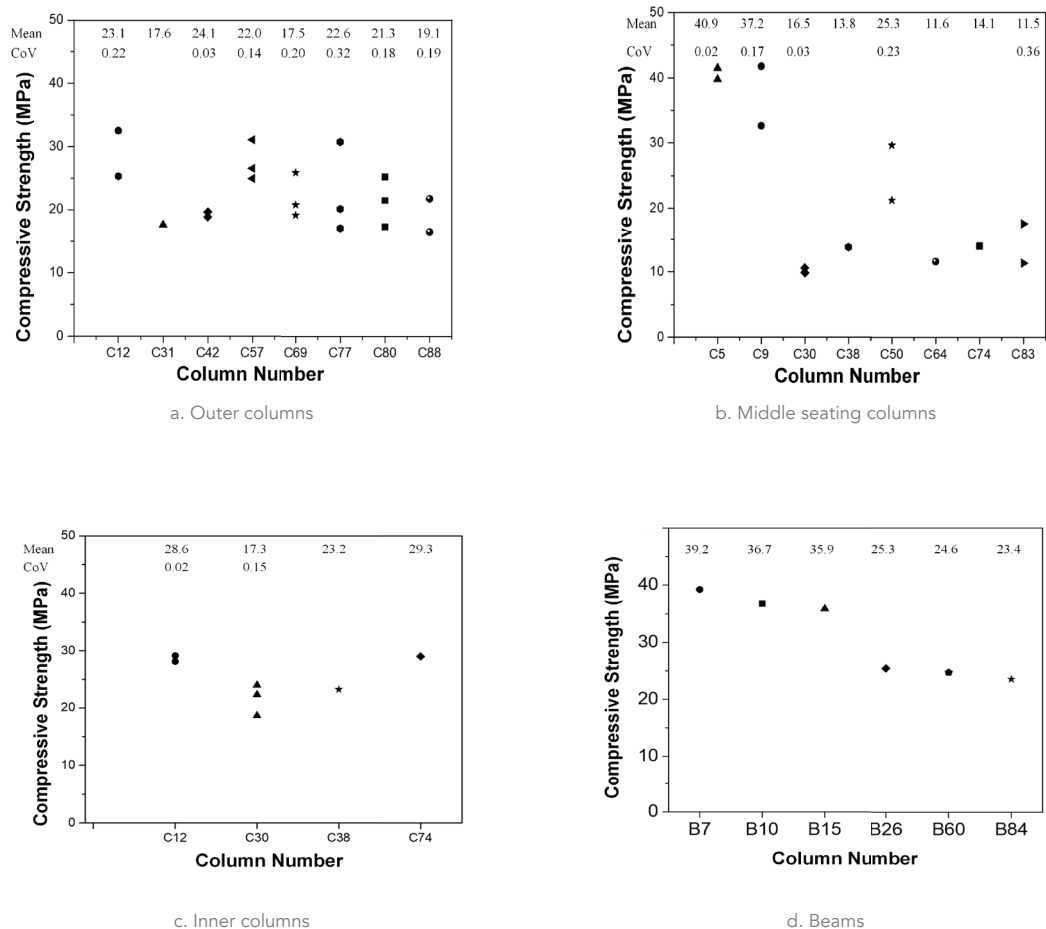 50
Mean 23.1 17.6 24.1 22.0 17.5 22.6 21.3 19.1
CoV 0.22 0.03 0.14 0.20 0.32 0.18 0.19
40
30
20
10
0
Compressive Strength (MPa)
C12 C31 C42 C57 C69 C77 C80 C88
Column Number
a. Outer columns
50
Mean 40.9 37.2 16.5 13.8 25.3 11.6 14.1 11.5
CoV 0.02 0.17 0.03 0.23 0.36
40
30
20
10
0
Compressive Strength (MPa)
C5 C9 C30 C38 C50 C64 C74 C83
Column Number
b. Middle seating columns
50
Mean 28.6 17.3 23.2 29.3
CoV 0.02 0.15
40
30
20
10
0
Compressive Strength (MPa)
C12 C30 C38 C74
Column Number
c. Inner columns
39.2 36.7 35.9 25.3 24.6 23.4
40
30
20
10
0
Compressive Strength (MPa)
B7 B10 B15 B26 B60 B84
Column Number
d. Beams